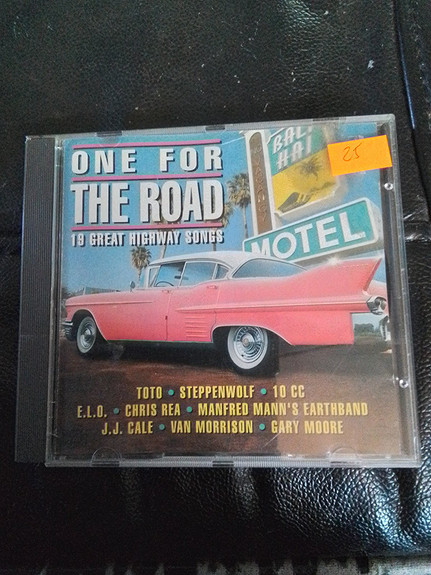 ONE FOR
THE ROAD
19 GREAT HIGHWAY SONGS
BALI
HAI
25
MOTEL
TOTO • STEPPENWOLF • 10 CC
E.L.O. • CHRIS REA • MANFRED MANN'S EARTHBAND
J.J. CALE • VAN MORRISON • GARY MOORE